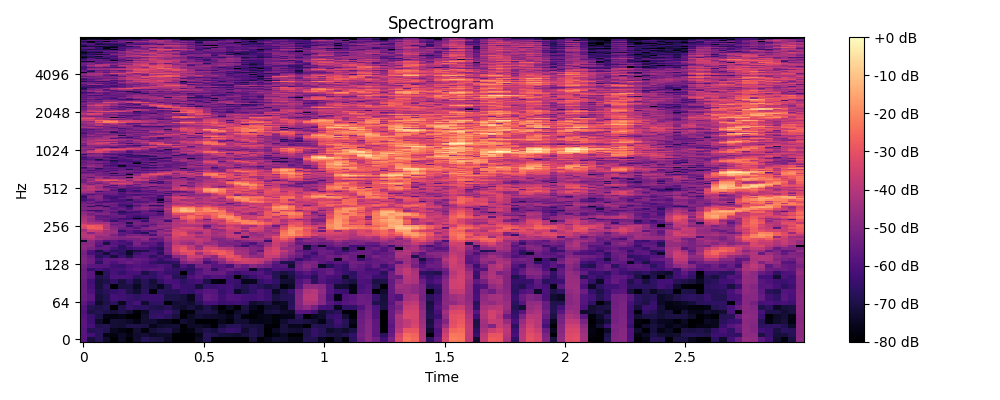 Spectrogram
Hz
4096
2048
1024
512
256
128
64
0
0
0.5
1
1.5
2
2.5
Time
+0 dB
-10 dB
-20 dB
-30 dB
-40 dB
-50 dB
-60 dB
-70 dB
-80 dB